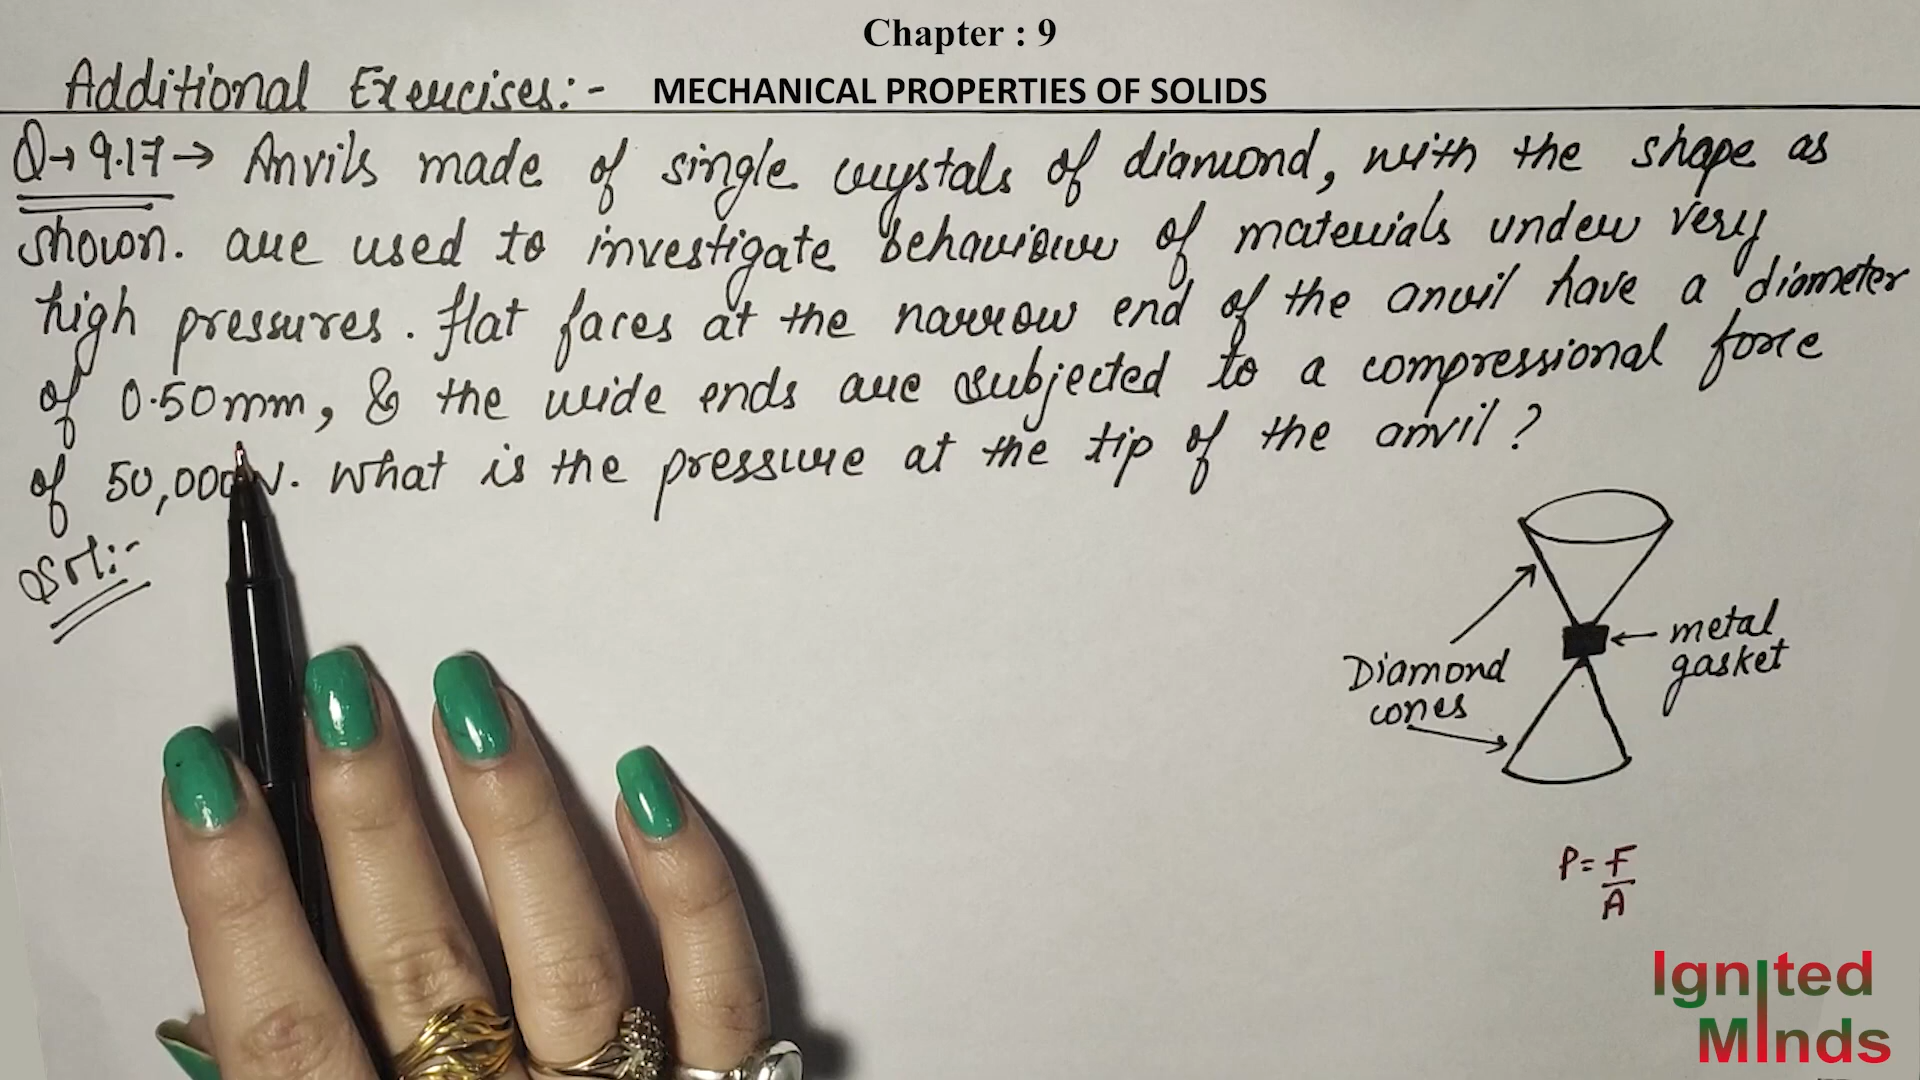 Chapter : 9
Additional Exercises:- MECHANICAL PROPERTIES OF SOLIDS
Q→9.17→ Anvils made of single crystals of diamond, with the shape as
shown. are used to investigate behaviour of materials under very
high pressures. flat faces at the narrow end of the anvil have a diameter
of 0.50mm, & the wide ends are subjected to a compressional force
of 50,000N. What is the pressure at the tip of the anvil?
Sol:-
Diamond cones
metal gasket
P = F/A
Ignited
Minds